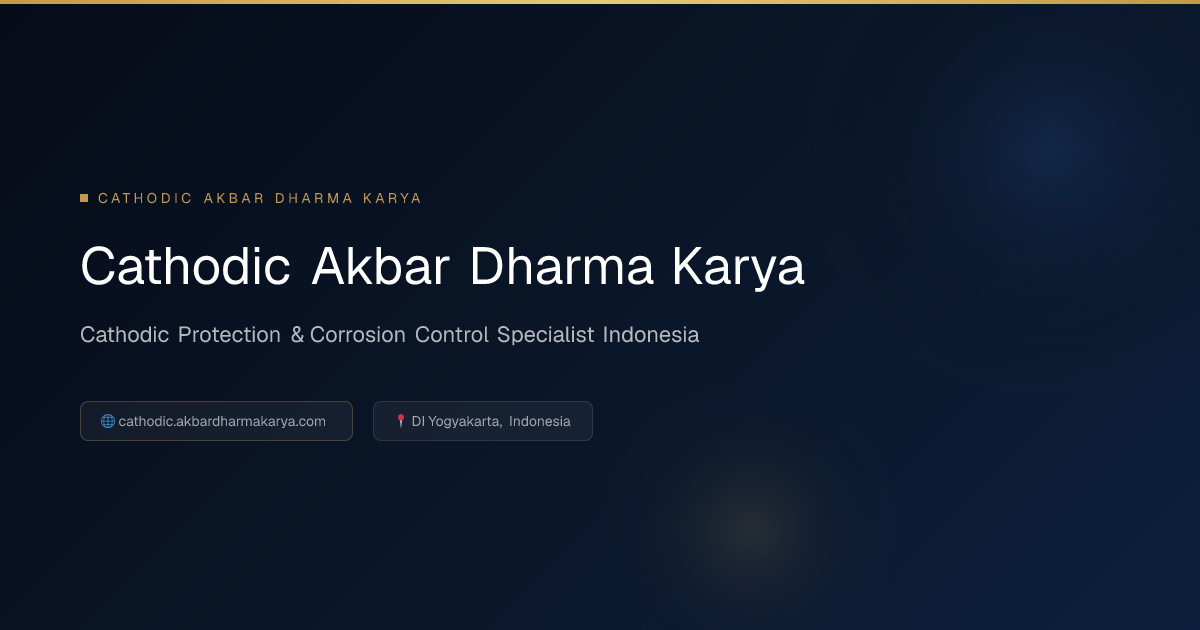 CATHODIC AKBAR DHARMA KARYA
Cathodic Akbar Dharma Karya
Cathodic Protection & Corrosion Control Specialist Indonesia
cathodic.akbardharmakarya.com
DI Yogyakarta, Indonesia